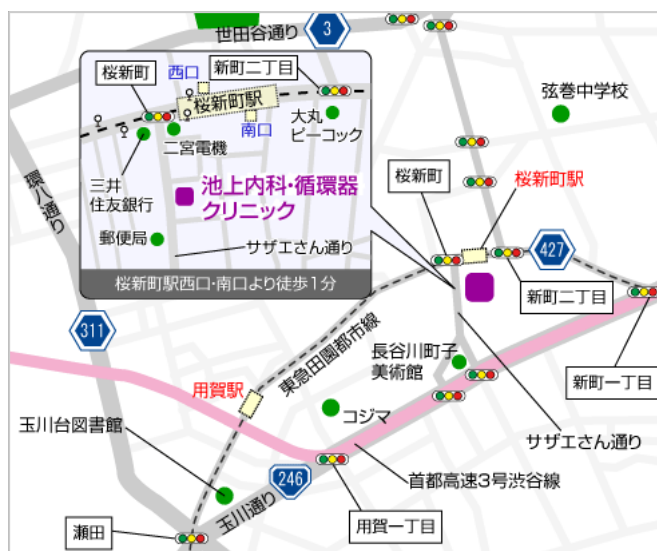 世田谷通り
3
桜新町
西口
新町二丁目
桜新町駅
南口
大丸
ピーコック
二宮電機
三井
住友銀行
池上内科・循環器
クリニック
郵便局
サザエさん通り
桜新町駅西口・南口より徒歩1分
環八通り
311
弦巻中学校
桜新町
桜新町駅
427
新町二丁目
新町一丁目
東急田園都市線
長谷川町子
美術館
用賀駅
コジマ
サザエさん通り
玉川台図書館
首都高速3号渋谷線
246
玉川通り
用賀一丁目
瀬田